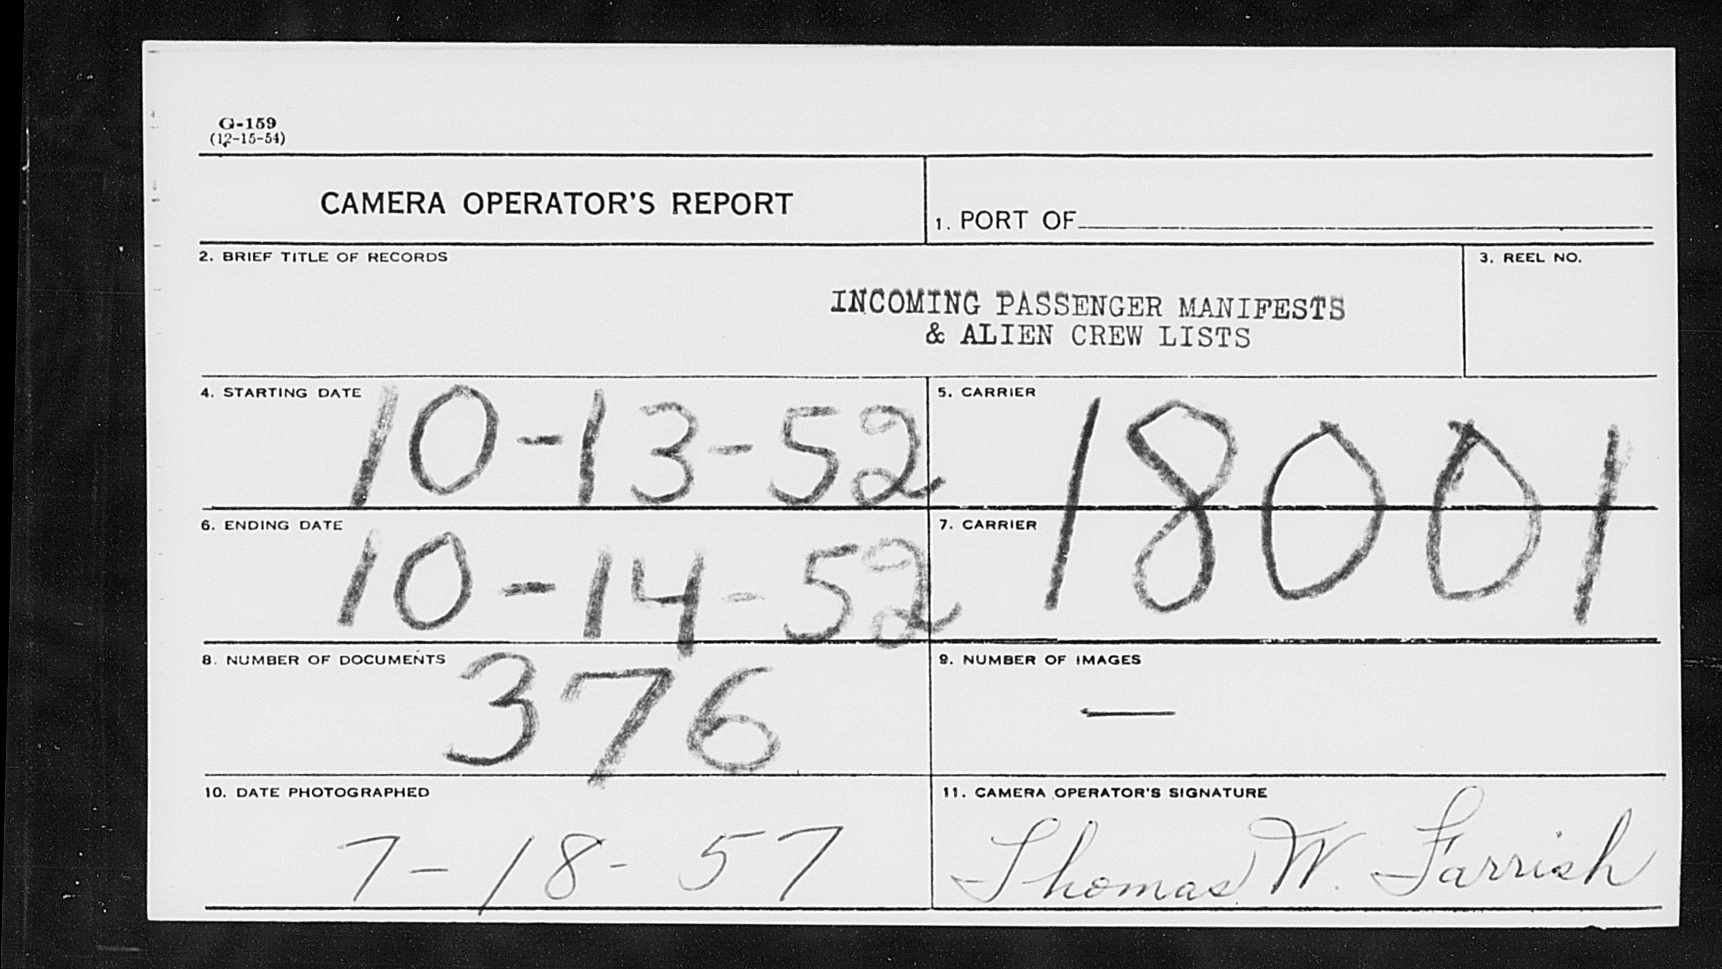 G-159
(12-15-54)
CAMERA OPERATOR'S REPORT
1. PORT OF
2. BRIEF TITLE OF RECORDS
3. REEL NO.
INCOMING PASSENGER MANIFESTS
& ALIEN CREW LISTS
4. STARTING DATE 10-13-52
5. CARRIER 18001
6. ENDING DATE 10-14-52
7. CARRIER
8. NUMBER OF DOCUMENTS 376
9. NUMBER OF IMAGES —
10. DATE PHOTOGRAPHED
7-18-57
11. CAMERA OPERATOR'S SIGNATURE
Thomas W. Farrish